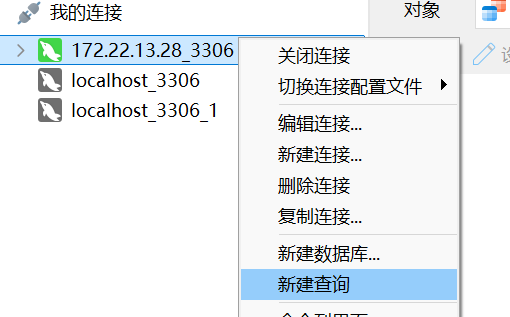 我的连接
对象
172.22.13.28_3306
localhost_3306
localhost_3306_1
关闭连接
切换连接配置文件
编辑连接...
新建连接...
删除连接
复制连接...
新建数据库...
新建查询